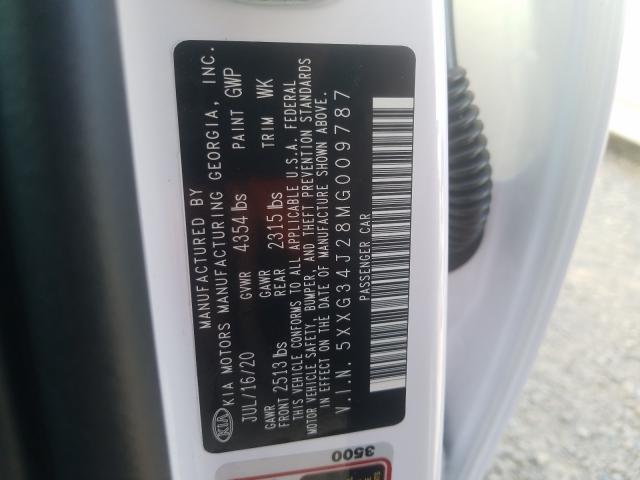 MANUFACTURED BY
KIA KIA MOTORS MANUFACTURING GEORGIA, INC.
JUL/16/20 GVWR 4354 lbs PAINT GWP
GAWR FRONT 2513 lbs GAWR REAR 2315 lbs TRIM WK
THIS VEHICLE CONFORMS TO ALL APPLICABLE U.S.A. FEDERAL
MOTOR VEHICLE SAFETY, BUMPER, AND THEFT PREVENTION STANDARDS
IN EFFECT ON THE DATE OF MANUFACTURE SHOWN ABOVE.
V.I.N. 5XXG34J28MG009787
PASSENGER CAR
3500